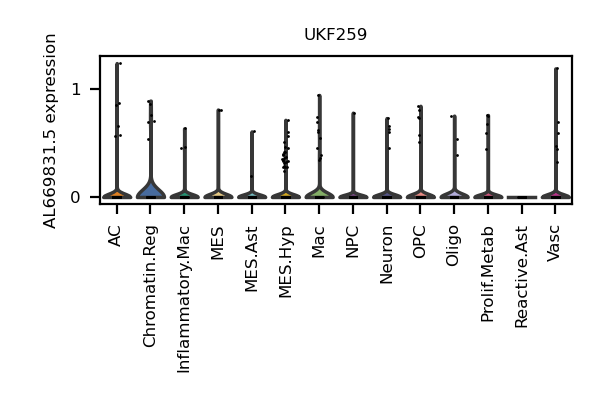 UKF259
AL669831.5 expression
1
0
AC
Chromatin.Reg
Inflammatory.Mac
MES
MES.Ast
MES.Hyp
Mac
NPC
Neuron
OPC
Oligo
Prolif.Metab
Reactive.Ast
Vasc